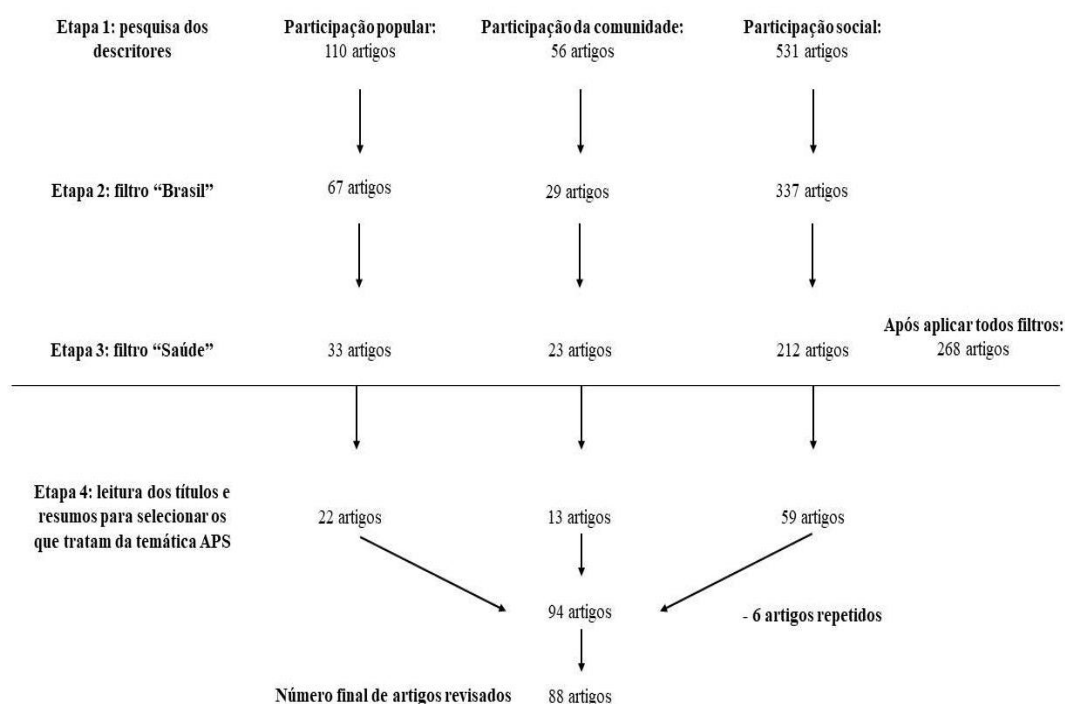 Etapa 1: pesquisa dos
descritores
Participação popular:
110 artigos
Participação da comunidade:
56 artigos
Participação social:
531 artigos
Etapa 2: filtro “Brasil”
67 artigos
29 artigos
337 artigos
Etapa 3: filtro “Saúde”
33 artigos
23 artigos
212 artigos
Após aplicar todos filtros:
268 artigos
Etapa 4: leitura dos títulos e
resumos para selecionar os
que tratam da temática APS
22 artigos
13 artigos
59 artigos
94 artigos
- 6 artigos repetidos
Número final de artigos revisados
88 artigos